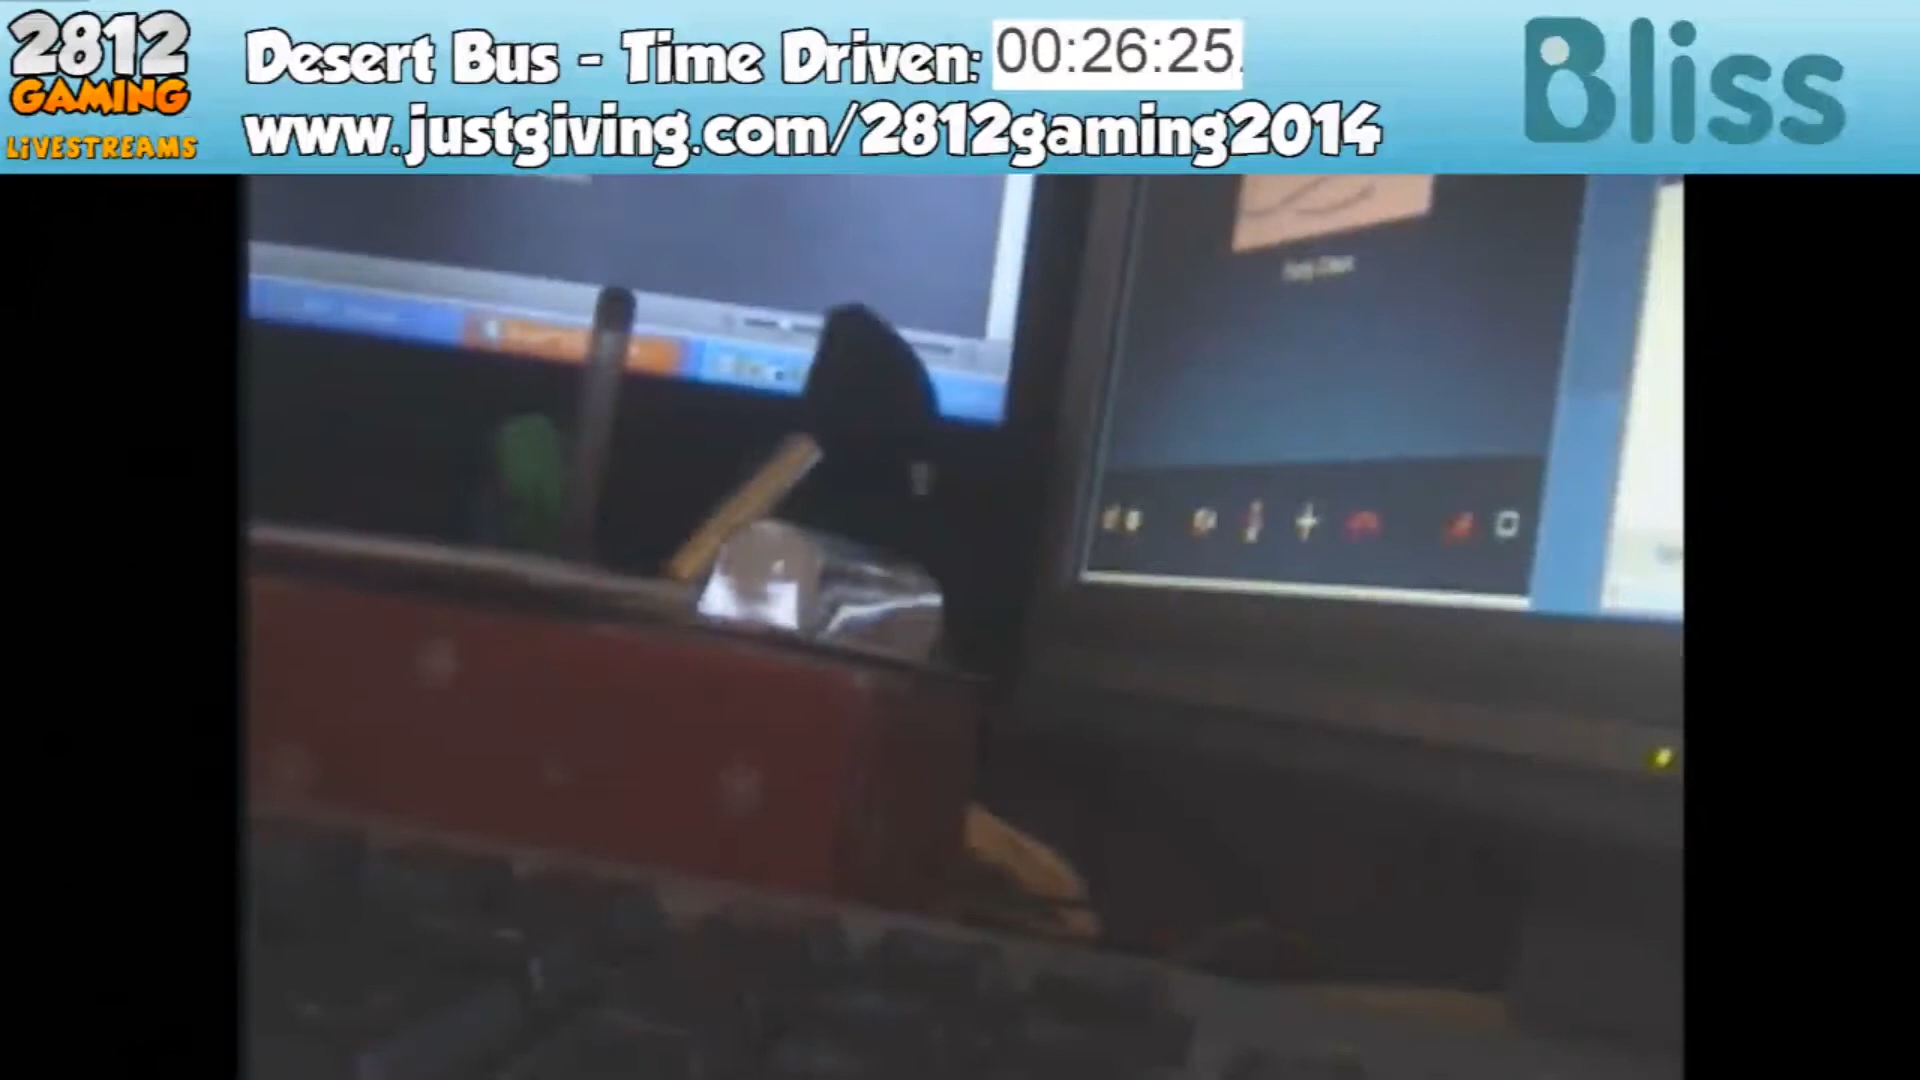 2812
GAMING
LiVESTREAMS
Desert Bus - Time Driven: 00:26:25
www.justgiving.com/2812gaming2014
Bliss